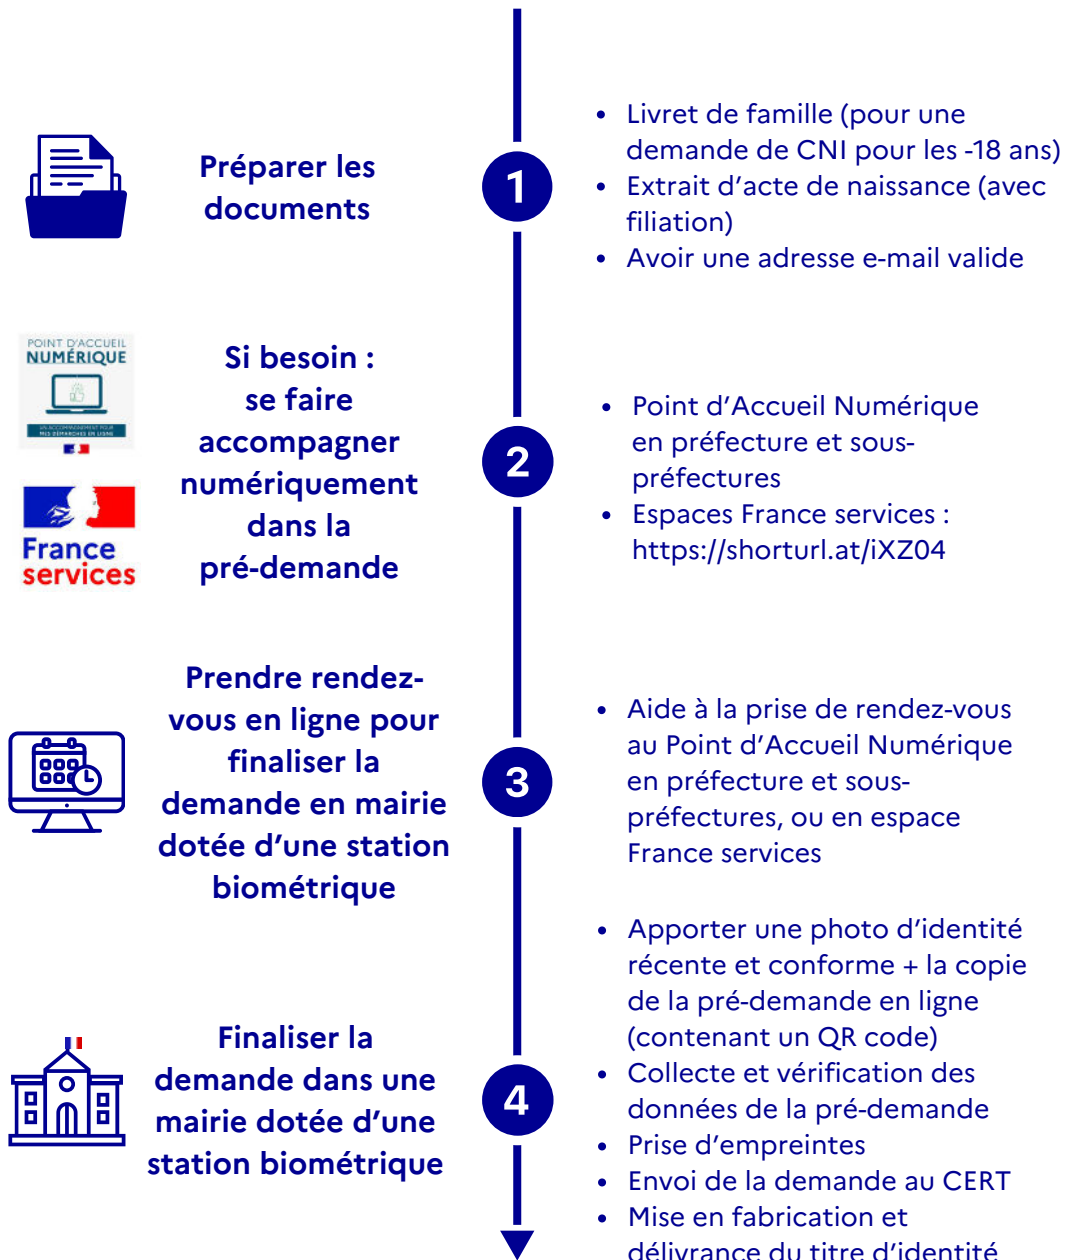 Préparer les
documents
1
• Livret de famille (pour une
demande de CNI pour les -18 ans)
• Extrait d'acte de naissance (avec
filiation)
• Avoir une adresse e-mail valide
POINT D'ACCUEIL
NUMÉRIQUE
UN ACCOMPAGNEMENT POUR
MES DÉMARCHES EN LIGNE
France
services
Si besoin :
se faire
accompagner
numériquement
dans la
pré-demande
2
• Point d'Accueil Numérique
en préfecture et sous-
préfectures
• Espaces France services :
https://shorturl.at/iXZ04
Prendre rendez-
vous en ligne pour
finaliser la
demande en mairie
dotée d'une station
biométrique
3
• Aide à la prise de rendez-vous
au Point d'Accueil Numérique
en préfecture et sous-
préfectures, ou en espace
France services
Finaliser la
demande dans une
mairie dotée d'une
station biométrique
4
• Apporter une photo d'identité
récente et conforme + la copie
de la pré-demande en ligne
(contenant un QR code)
• Collecte et vérification des
données de la pré-demande
• Prise d'empreintes
• Envoi de la demande au CERT
• Mise en fabrication et
délivrance du titre d'identité